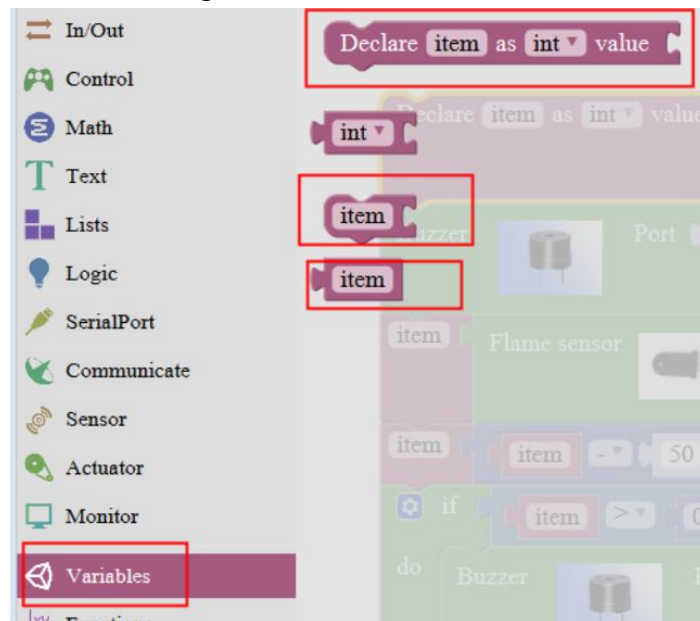 In/Out
Control
Math
Text
Lists
Logic
SerialPort
Communicate
Sensor
Actuator
Monitor
Variables
Functions
Declare item as int value
int
item
item
Declare item as int value
Buzzer Port
item Flame sensor
item item - 50
if item > 0
do Buzzer